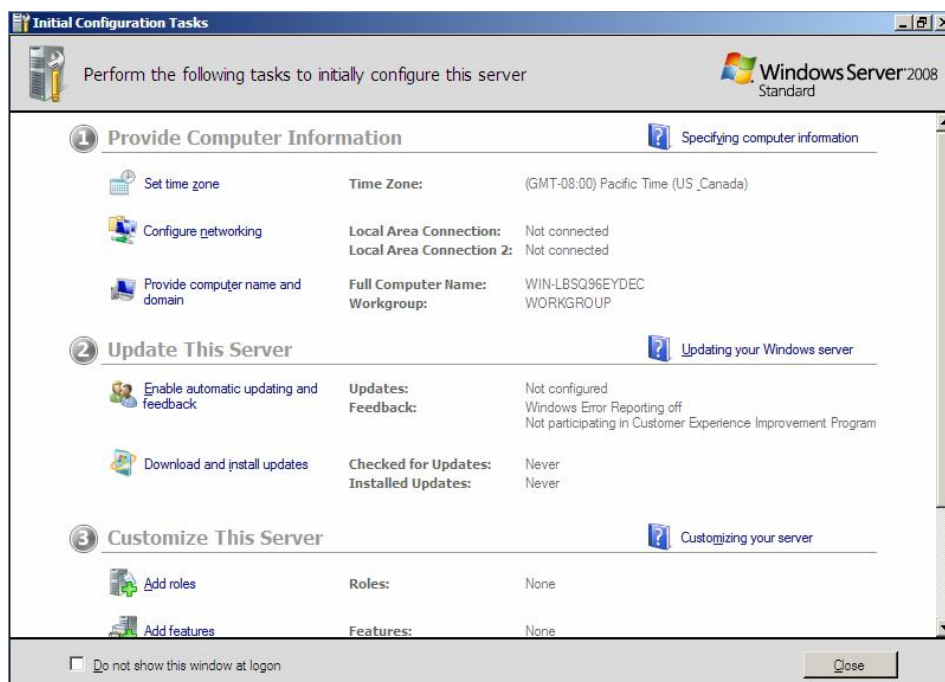 Initial Configuration Tasks
Perform the following tasks to initially configure this server
Windows Server 2008
Standard
1 Provide Computer Information
Specifying computer information
Set time zone Time Zone: (GMT-08:00) Pacific Time (US _Canada)
Configure networking Local Area Connection: Not connected
Local Area Connection 2: Not connected
Provide computer name and Full Computer Name: WIN-LBSQ96EYDEC
domain Workgroup: WORKGROUP
2 Update This Server
Updating your Windows server
Enable automatic updating and Updates: Not configured
feedback Feedback: Windows Error Reporting off
Not participating in Customer Experience Improvement Program
Download and install updates Checked for Updates: Never
Installed Updates: Never
3 Customize This Server
Customizing your server
Add roles Roles: None
Add features Features: None
Do not show this window at logon
Close